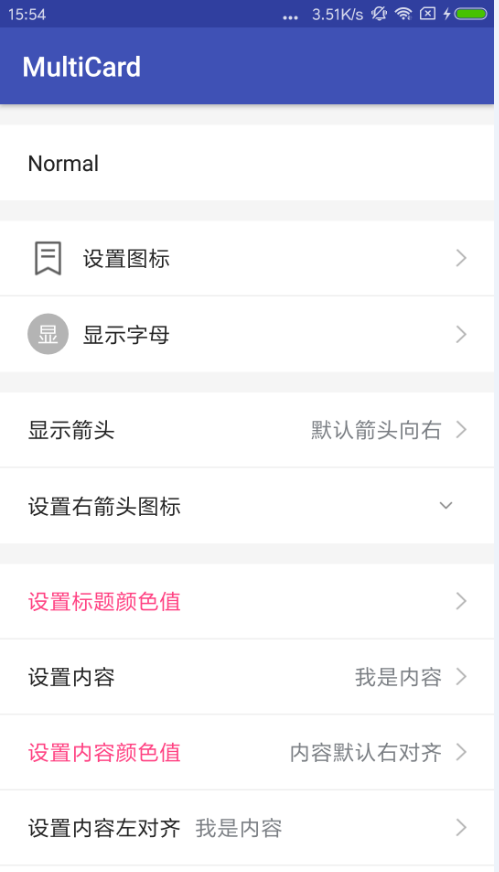 15:54 ... 3.51K/s
MultiCard
Normal
设置图标
显 显示字母
显示箭头 默认箭头向右
设置右箭头图标
设置标题颜色值
设置内容 我是内容
设置内容颜色值 内容默认右对齐
设置内容左对齐 我是内容